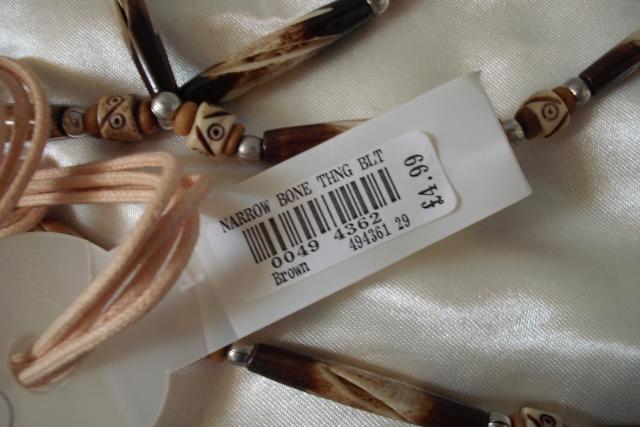 NARROW BONE THNG BLT
0049 4362
494361 29
Brown
£4.99